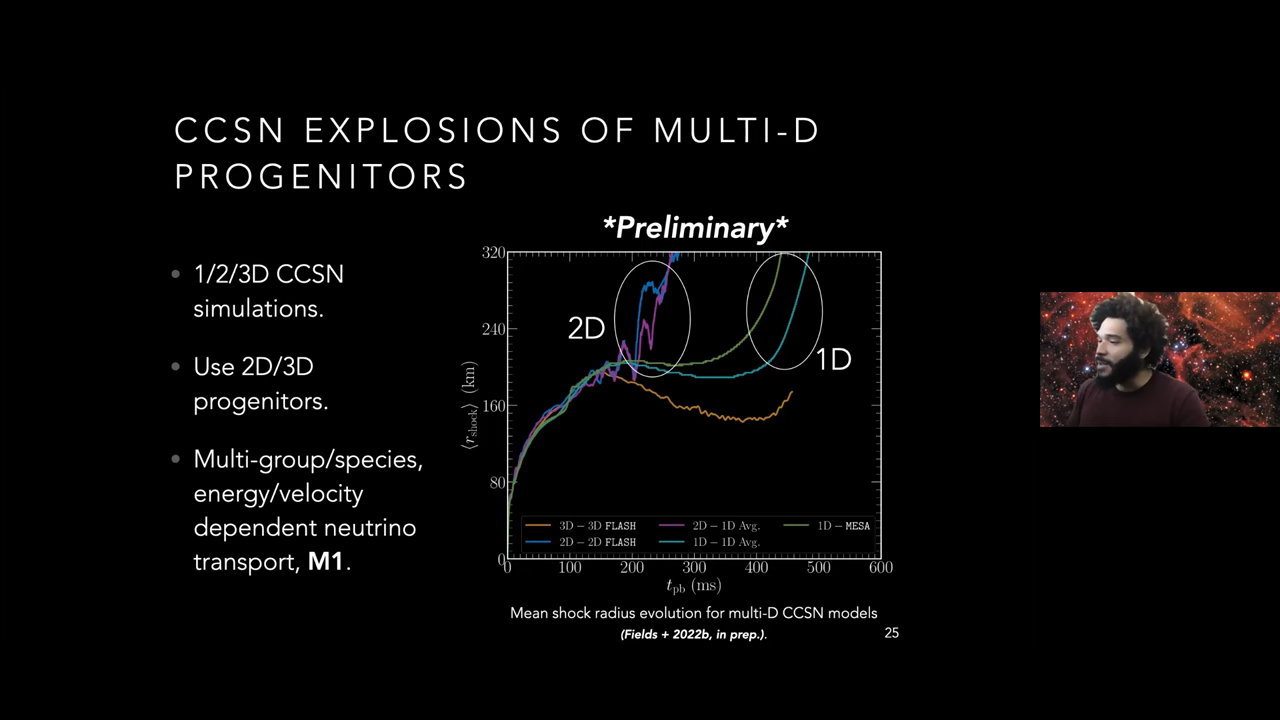 CCSN EXPLOSIONS OF MULTI-D
PROGENITORS
1/2/3D CCSN
simulations.
Use 2D/3D
progenitors.
Multi-group/species,
energy/velocity
dependent neutrino
transport, M1.
*Preliminary*
320
240
160
80
0
⟨r_shock⟩ (km)
2D
1D
3D − 3D FLASH
2D − 1D Avg.
1D − MESA
2D − 2D FLASH
1D − 1D Avg.
0 100 200 300 400 500 600
t_pb (ms)
Mean shock radius evolution for multi-D CCSN models
(Fields + 2022b, in prep.).
25